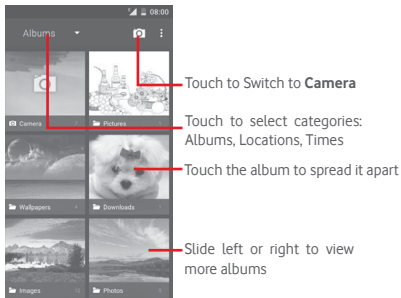 08:00
Albums
Touch to Switch to Camera
Camera
Pictures
Touch to select categories:
Albums, Locations, Times
Touch the album to spread it apart
Wallpapers
Downloads
Slide left or right to view
more albums
Images
Photos